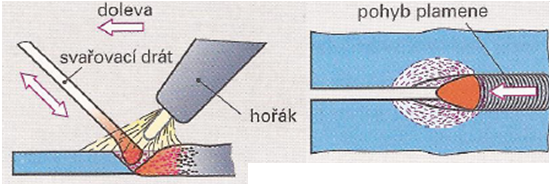 doleva
svařovací drát
hořák
pohyb plamene